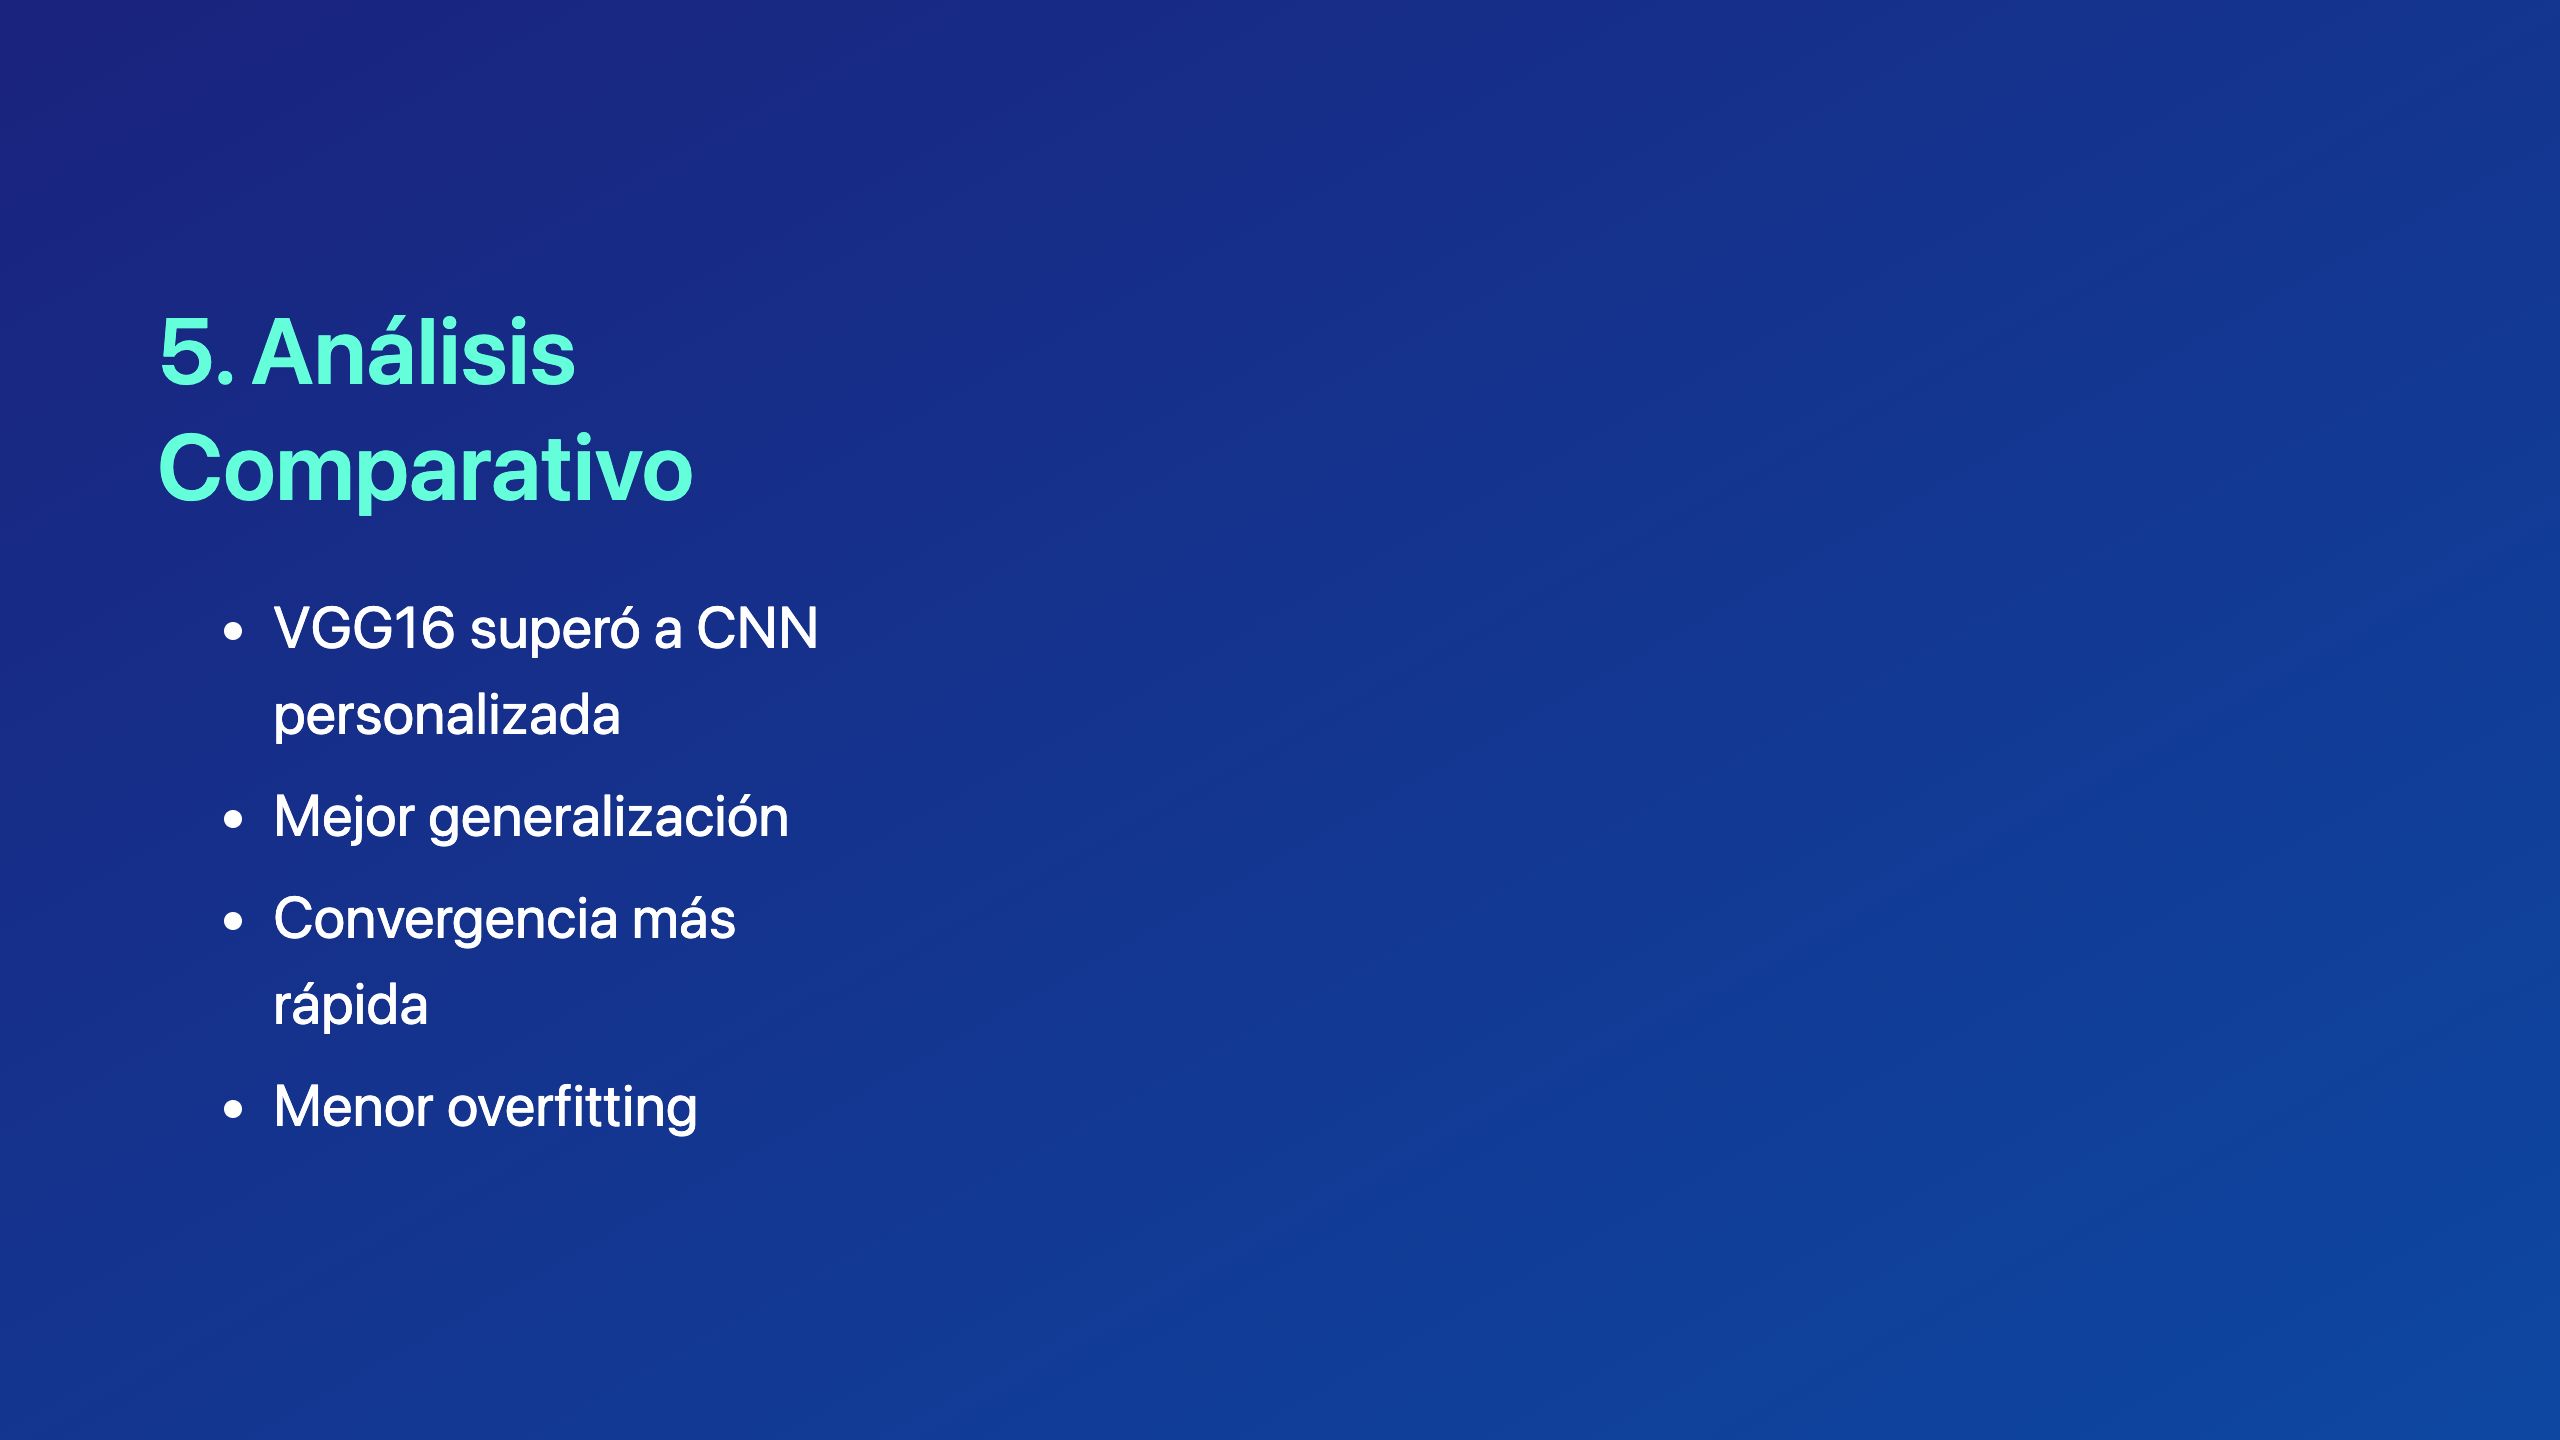 5. Análisis
Comparativo
• VGG16 superó a CNN
personalizada
• Mejor generalización
• Convergencia más
rápida
• Menor overfitting